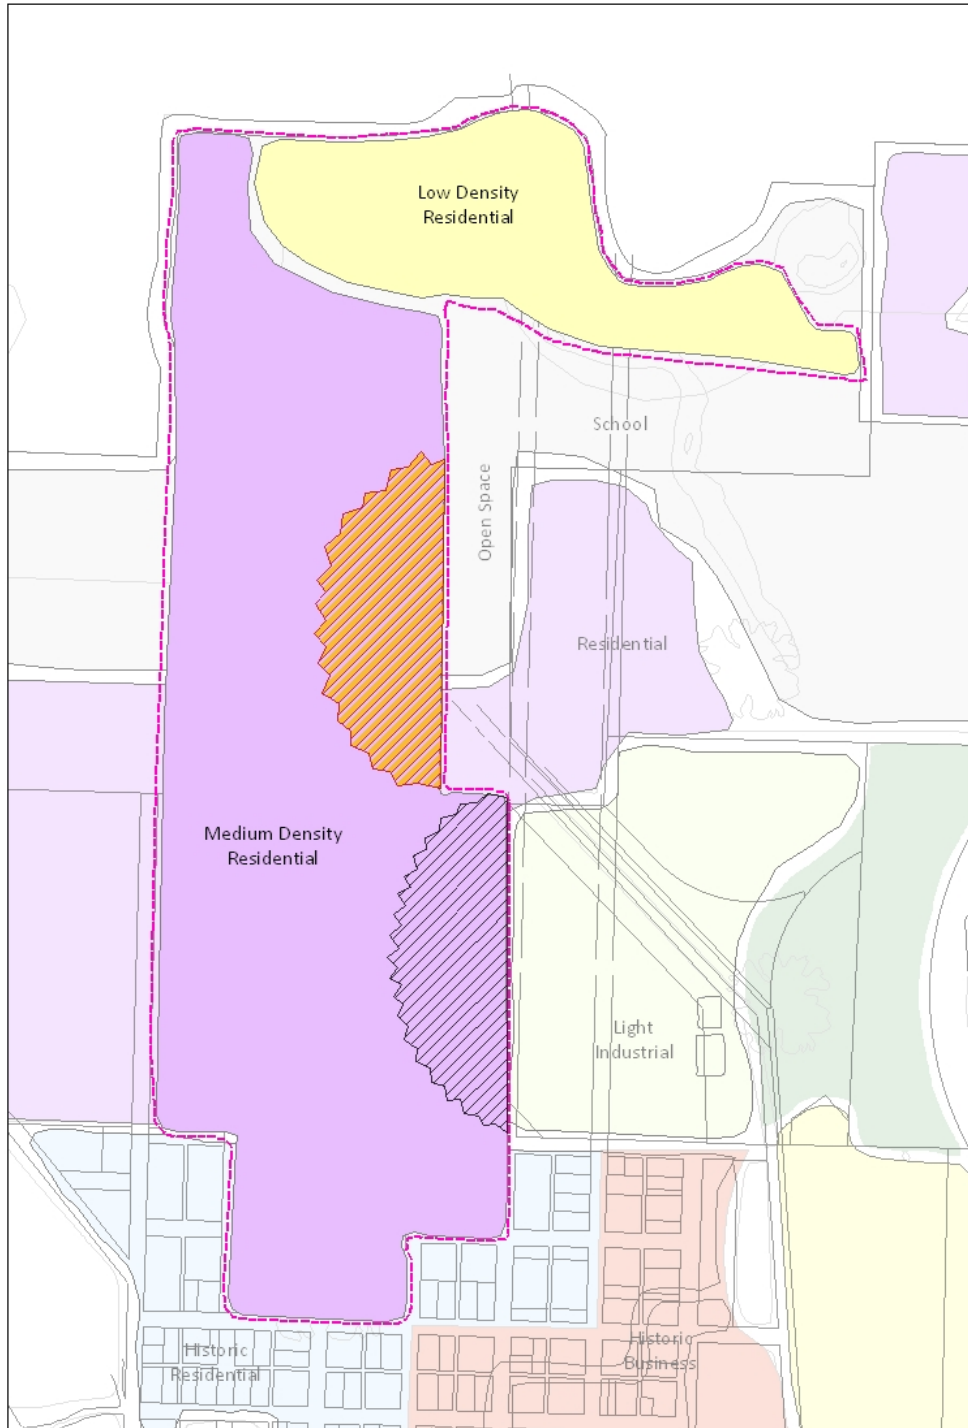 Low Density
Residential
School
Open Space
Residential
Medium Density
Residential
Light
Industrial
Historic
Residential
Historic
Business